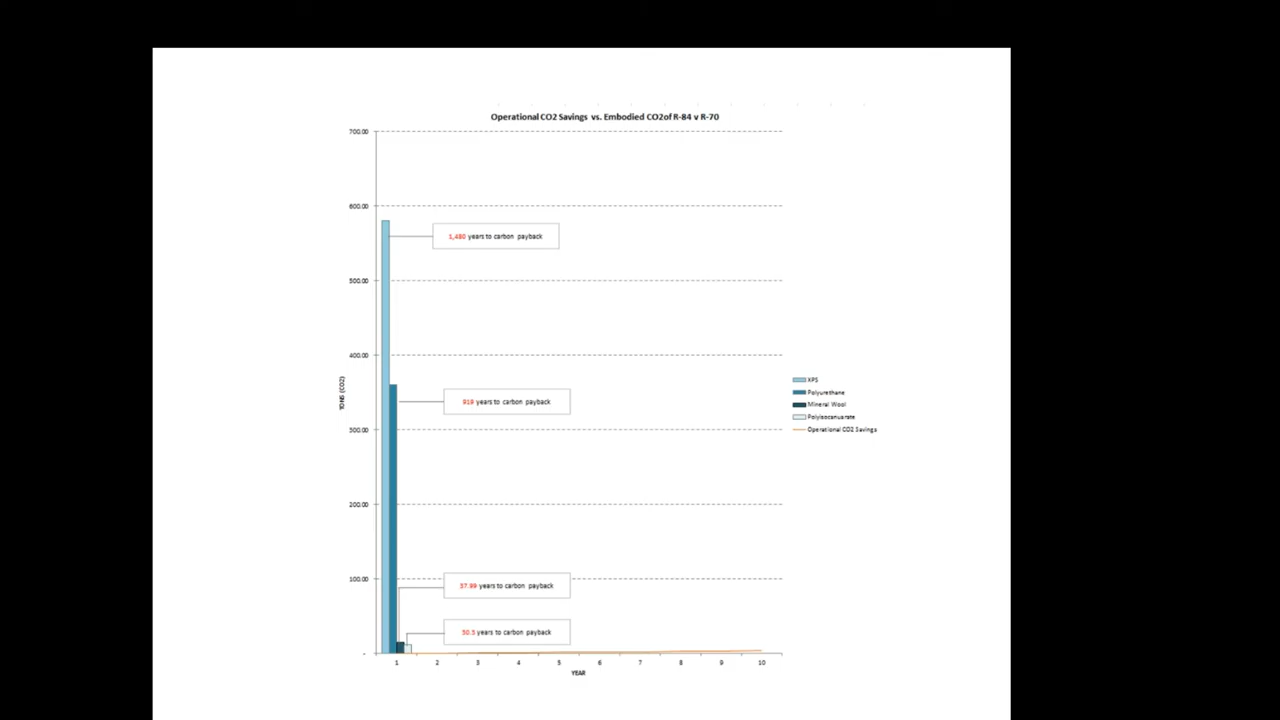 Operational CO2 Savings vs. Embodied CO2of R-84 v R-70
700.00
600.00
1,480 years to carbon payback
500.00
400.00
TONS (CO2)
919 years to carbon payback
XPS
Polyurethane
Mineral Wool
Polyisocanuarate
Operational CO2 Savings
300.00
200.00
100.00
37.99 years to carbon payback
50.5 years to carbon payback
-
1 2 3 4 5 6 7 8 9 10
YEAR